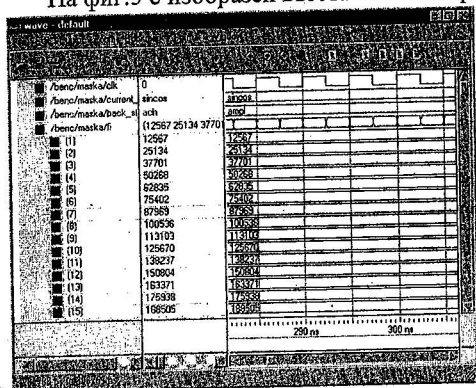 На фиг.5 е изобразен
wave - default
/benc/maska/clk 0
/benc/maska/current_ sincos sincos
/benc/maska/back_st ach ampl
/benc/maska/fi {12567 25134 37701
(1) 12567 12567
(2) 25134 25134
(3) 37701 37701
(4) 50268 50268
(5) 62835 62835
(6) 75402 75402
(7) 87969 87969
(8) 100536 100536
(9) 113103 113103
(10) 125670 125670
(11) 138237 138237
(12) 150804 150804
(13) 163371 163371
(14) 175938 175938
(15) 188505 188505
290 ns 300 ns